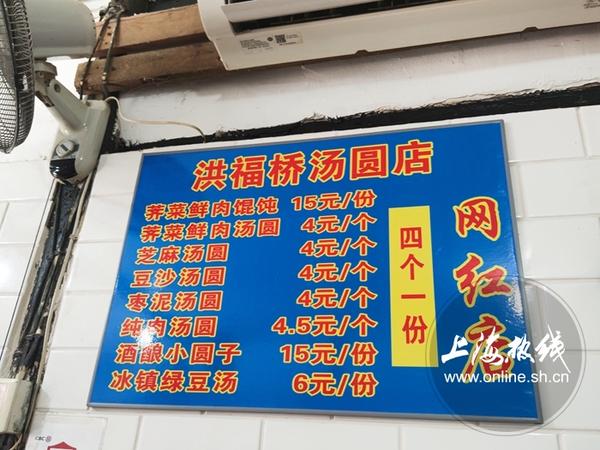 洪福桥汤圆店
荠菜鲜肉馄饨 15元/份
荠菜鲜肉汤圆 4元/个
芝麻汤圆 4元/个
豆沙汤圆 4元/个
枣泥汤圆 4元/个
纯肉汤圆 4.5元/个
酒酿小圆子 15元/份
冰镇绿豆汤 6元/份
四个一份
网红店
上海热线
www.online.sh.cn